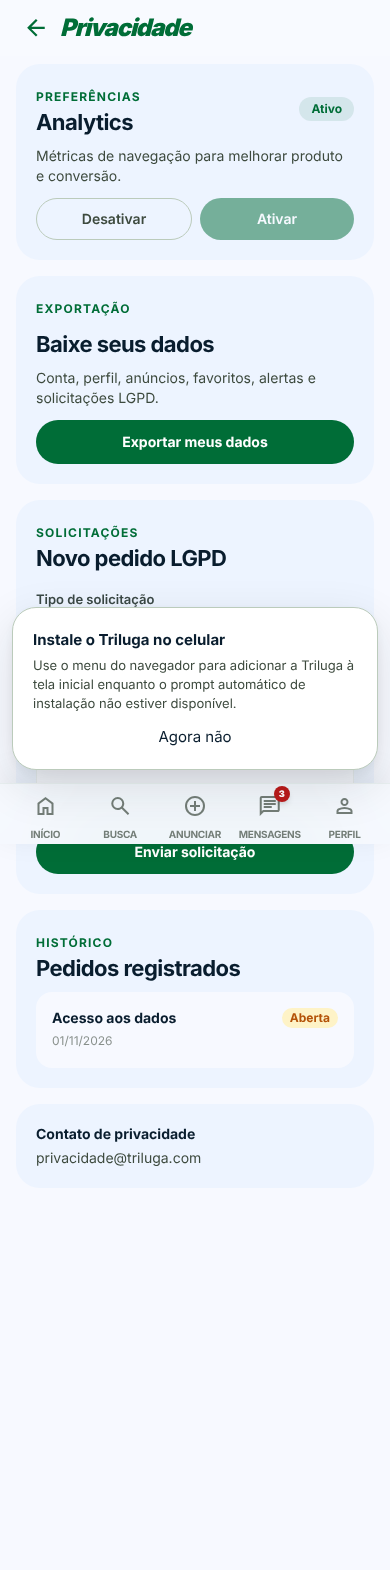 Privacidade
PREFERÊNCIAS
Analytics
Ativo
Métricas de navegação para melhorar produto
e conversão.
Desativar
Ativar
EXPORTAÇÃO
Baixe seus dados
Conta, perfil, anúncios, favoritos, alertas e
solicitações LGPD.
Exportar meus dados
SOLICITAÇÕES
Novo pedido LGPD
Tipo de solicitação
Instale o Triluga no celular
Use o menu do navegador para adicionar a Triluga à
tela inicial enquanto o prompt automático de
instalação não estiver disponível.
Agora não
3
INÍCIO
BUSCA
ANUNCIAR
MENSAGENS
PERFIL
Enviar solicitação
HISTÓRICO
Pedidos registrados
Acesso aos dados
Aberta
01/11/2026
Contato de privacidade
privacidade@triluga.com